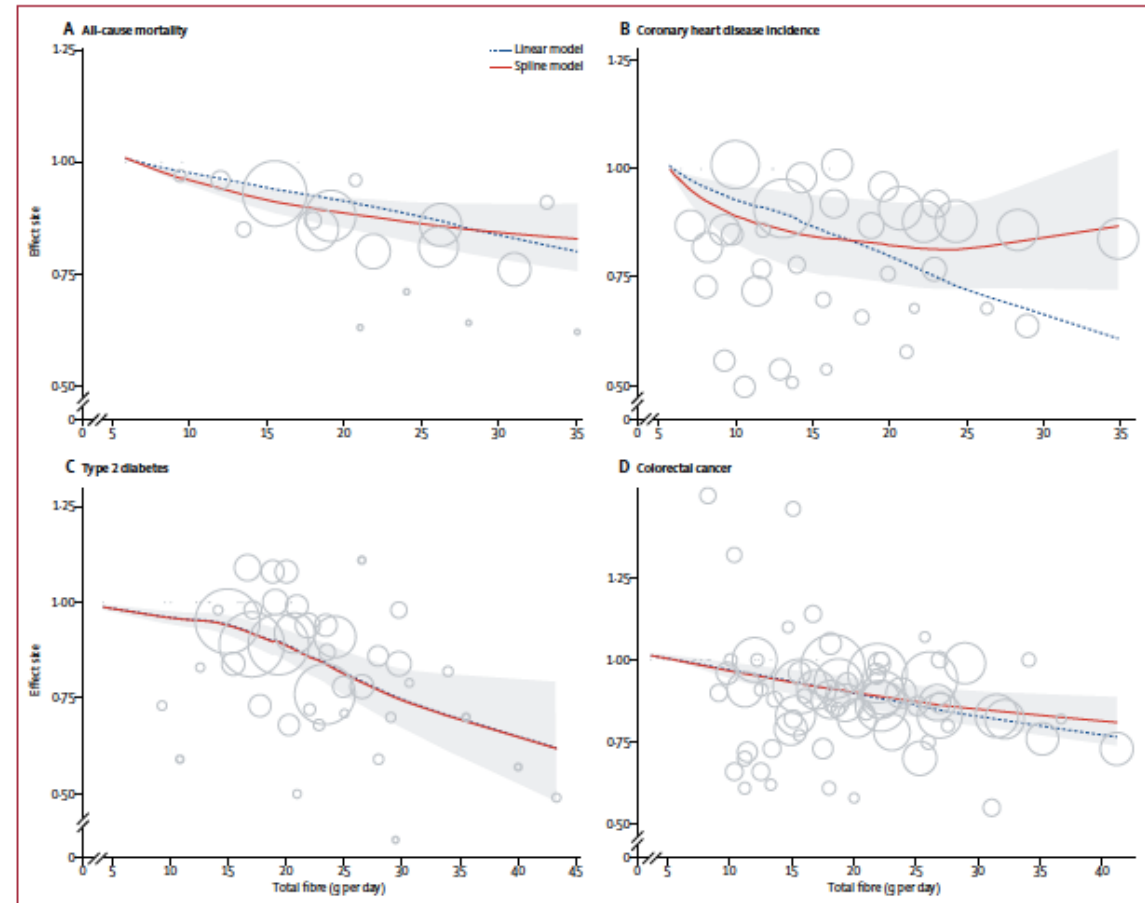 A All-cause mortality
Linear model
Spline model
1·25
1·00
0·75
0·50
0
Effect size
0 5 10 15 20 25 30 35
B Coronary heart disease incidence
1·25
1·00
0·75
0·50
0
0 5 10 15 20 25 30 35
C Type 2 diabetes
1·25
1·00
0·75
0·50
0
Effect size
0 5 10 15 20 25 30 35 40 45
Total fibre (g per day)
D Colorectal cancer
1·25
1·00
0·75
0·50
0
0 5 10 15 20 25 30 35 40
Total fibre (g per day)